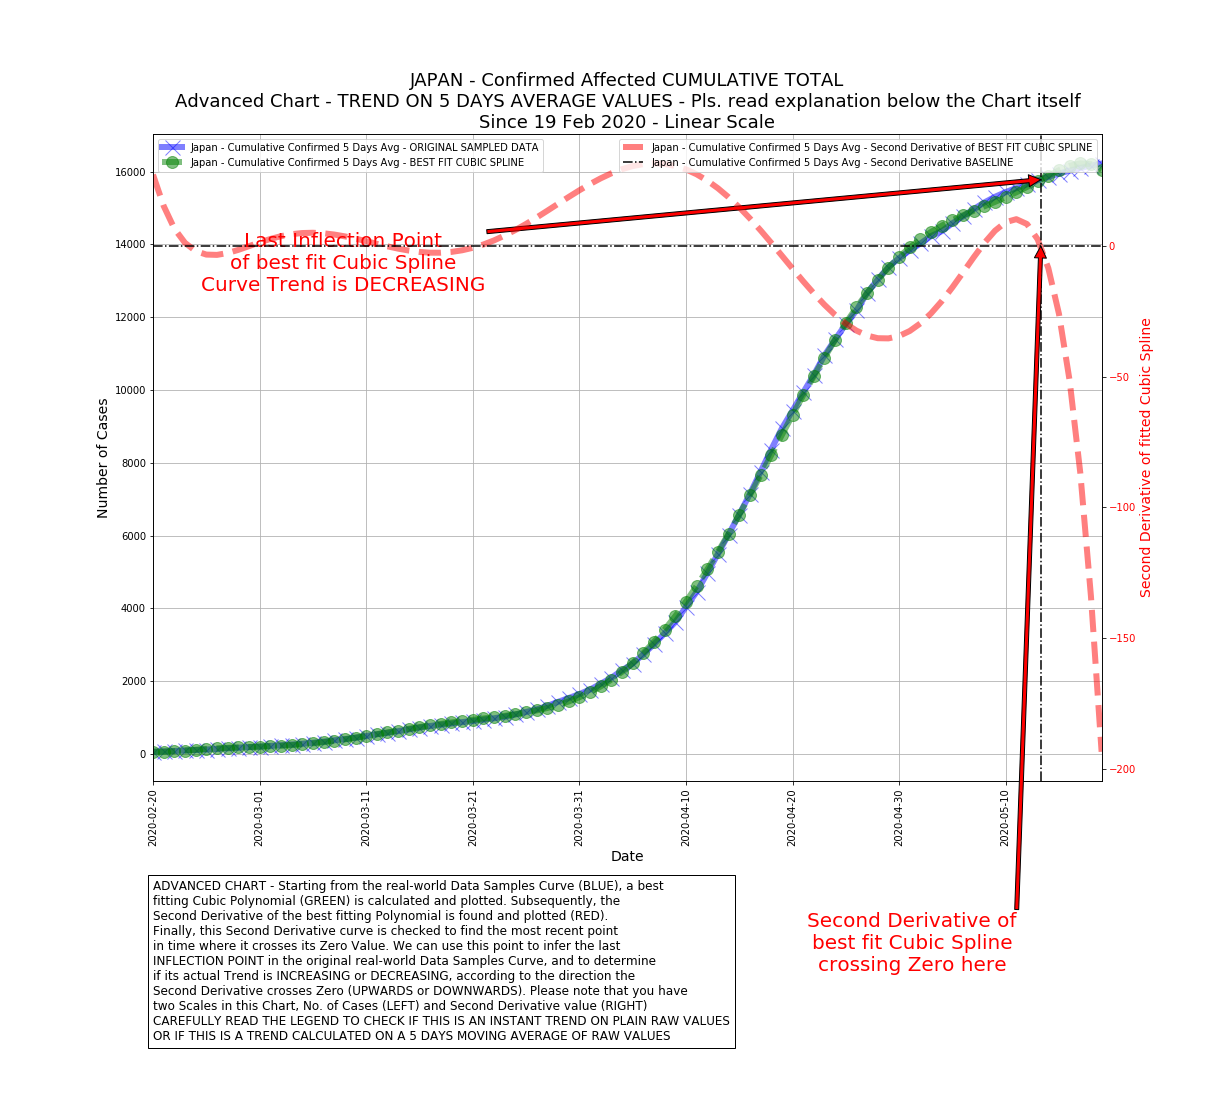 JAPAN - Confirmed Affected CUMULATIVE TOTAL
Advanced Chart - TREND ON 5 DAYS AVERAGE VALUES - Pls. read explanation below the Chart itself
Since 19 Feb 2020 - Linear Scale
Japan - Cumulative Confirmed 5 Days Avg - ORIGINAL SAMPLED DATA
Japan - Cumulative Confirmed 5 Days Avg - BEST FIT CUBIC SPLINE
Japan - Cumulative Confirmed 5 Days Avg - Second Derivative of BEST FIT CUBIC SPLINE
Japan - Cumulative Confirmed 5 Days Avg - Second Derivative BASELINE
Last Inflection Point
of best fit Cubic Spline
Curve Trend is DECREASING
Number of Cases
16000
14000
12000
10000
8000
6000
4000
2000
0
0
−50
−100
−150
−200
Second Derivative of fitted Cubic Spline
2020-02-20
2020-03-01
2020-03-11
2020-03-21
2020-03-31
2020-04-10
2020-04-20
2020-04-30
2020-05-10
Date
ADVANCED CHART - Starting from the real-world Data Samples Curve (BLUE), a best
fitting Cubic Polynomial (GREEN) is calculated and plotted. Subsequently, the
Second Derivative of the best fitting Polynomial is found and plotted (RED).
Finally, this Second Derivative curve is checked to find the most recent point
in time where it crosses its Zero Value. We can use this point to infer the last
INFLECTION POINT in the original real-world Data Samples Curve, and to determine
if its actual Trend is INCREASING or DECREASING, according to the direction the
Second Derivative crosses Zero (UPWARDS or DOWNWARDS). Please note that you have
two Scales in this Chart, No. of Cases (LEFT) and Second Derivative value (RIGHT)
CAREFULLY READ THE LEGEND TO CHECK IF THIS IS AN INSTANT TREND ON PLAIN RAW VALUES
OR IF THIS IS A TREND CALCULATED ON A 5 DAYS MOVING AVERAGE OF RAW VALUES
Second Derivative of
best fit Cubic Spline
crossing Zero here